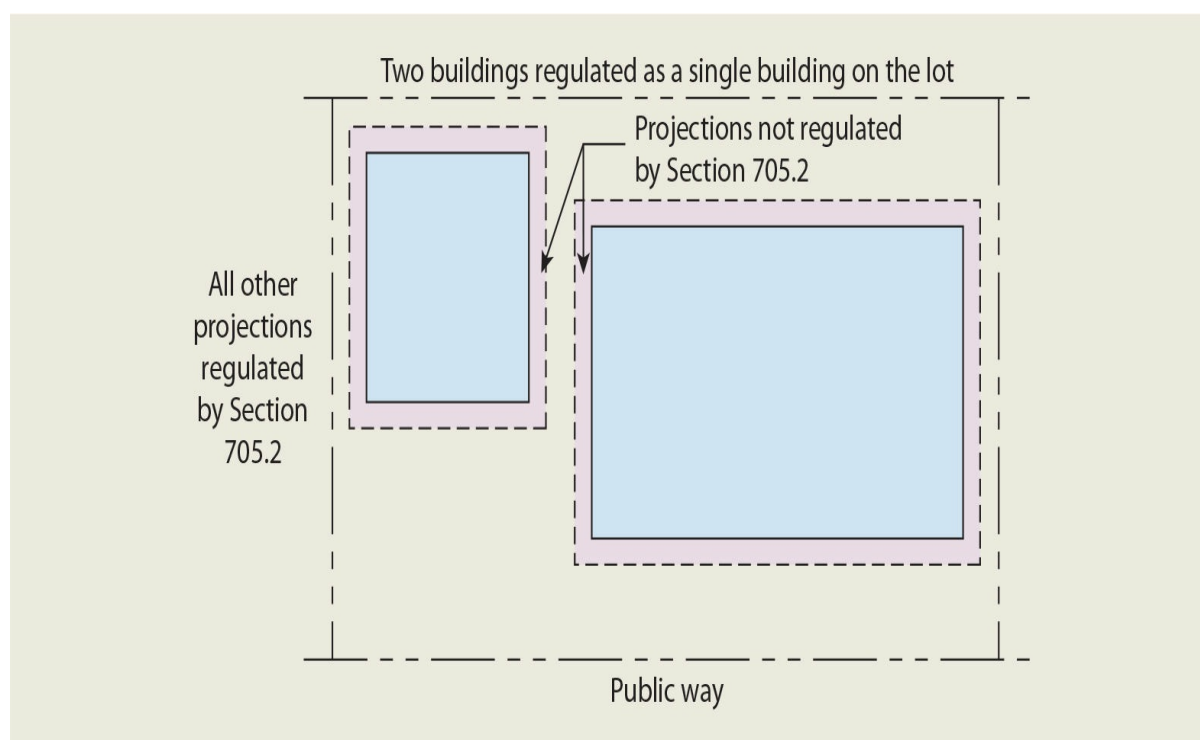 Two buildings regulated as a single building on the lot
Projections not regulated
by Section 705.2
All other
projections
regulated
by Section
705.2
Public way